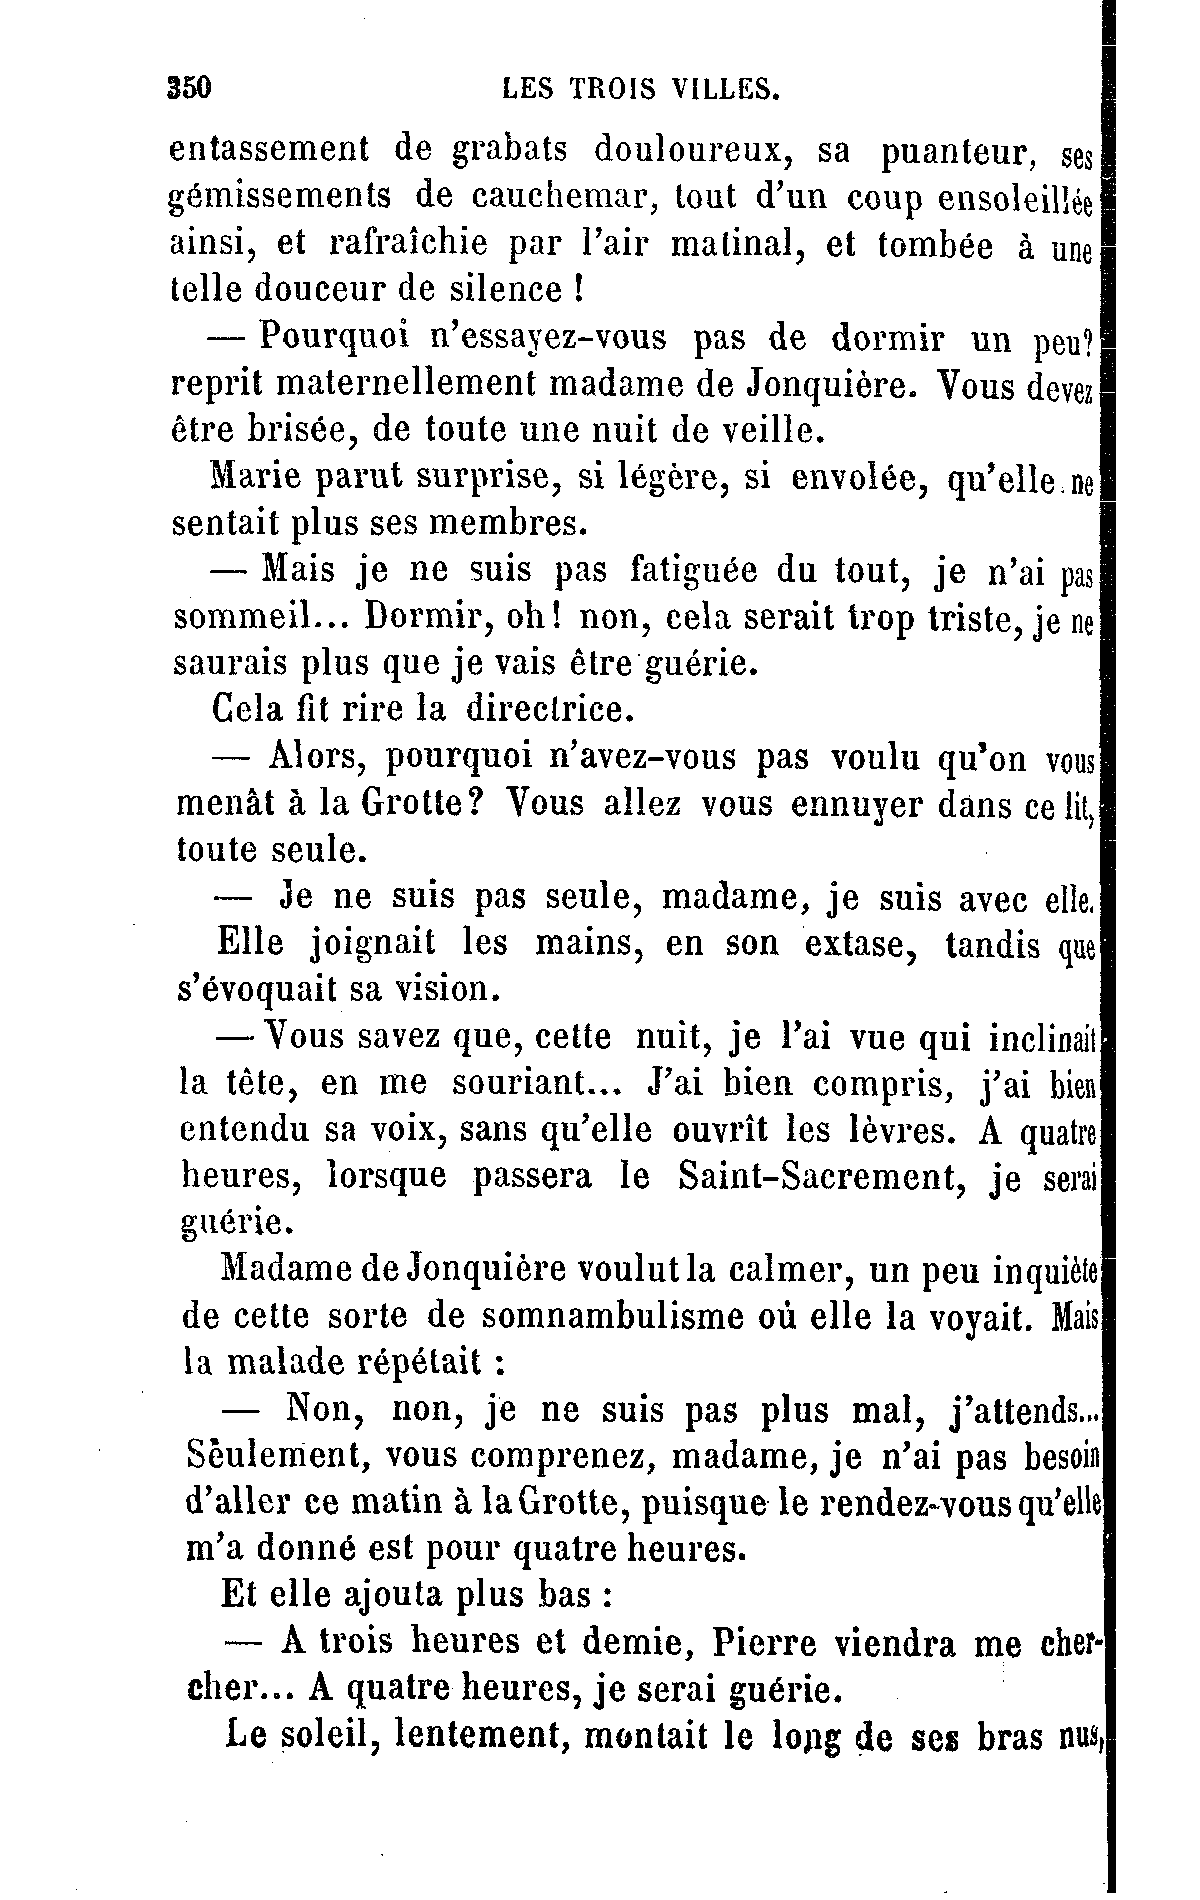 350 LES TROIS VILLES.
entassement de grabats douloureux, sa puanteur, ses
gémissements de cauchemar, tout d'un coup ensoleillée
ainsi, et rafraîchie par l'air matinal, et tombée à une
telle douceur de silence !
— Pourquoi n'essayez-vous pas de dormir un peu?
reprit maternellement madame de Jonquière. Vous devez
être brisée, de toute une nuit de veille.
Marie parut surprise, si légère, si envolée, qu'elle ne
sentait plus ses membres.
— Mais je ne suis pas fatiguée du tout, je n'ai pas
sommeil... Dormir, oh! non, cela serait trop triste, je ne
saurais plus que je vais être guérie.
Cela fit rire la directrice.
— Alors, pourquoi n'avez-vous pas voulu qu'on vous
menât à la Grotte? Vous allez vous ennuyer dans ce lit,
toute seule.
— Je ne suis pas seule, madame, je suis avec elle.
Elle joignait les mains, en son extase, tandis que
s'évoquait sa vision.
— Vous savez que, cette nuit, je l'ai vue qui inclinait
la tête, en me souriant... J'ai bien compris, j'ai bien
entendu sa voix, sans qu'elle ouvrît les lèvres. A quatre
heures, lorsque passera le Saint-Sacrement, je serai
guérie.
Madame de Jonquière voulut la calmer, un peu inquiète
de cette sorte de somnambulisme où elle la voyait. Mais
la malade répétait :
— Non, non, je ne suis pas plus mal, j'attends...
Seulement, vous comprenez, madame, je n'ai pas besoin
d'aller ce matin à la Grotte, puisque le rendez-vous qu'elle
m'a donné est pour quatre heures.
Et elle ajouta plus bas :
— A trois heures et demie, Pierre viendra me cher-
cher... A quatre heures, je serai guérie.
Le soleil, lentement, montait le long de ses bras nus,